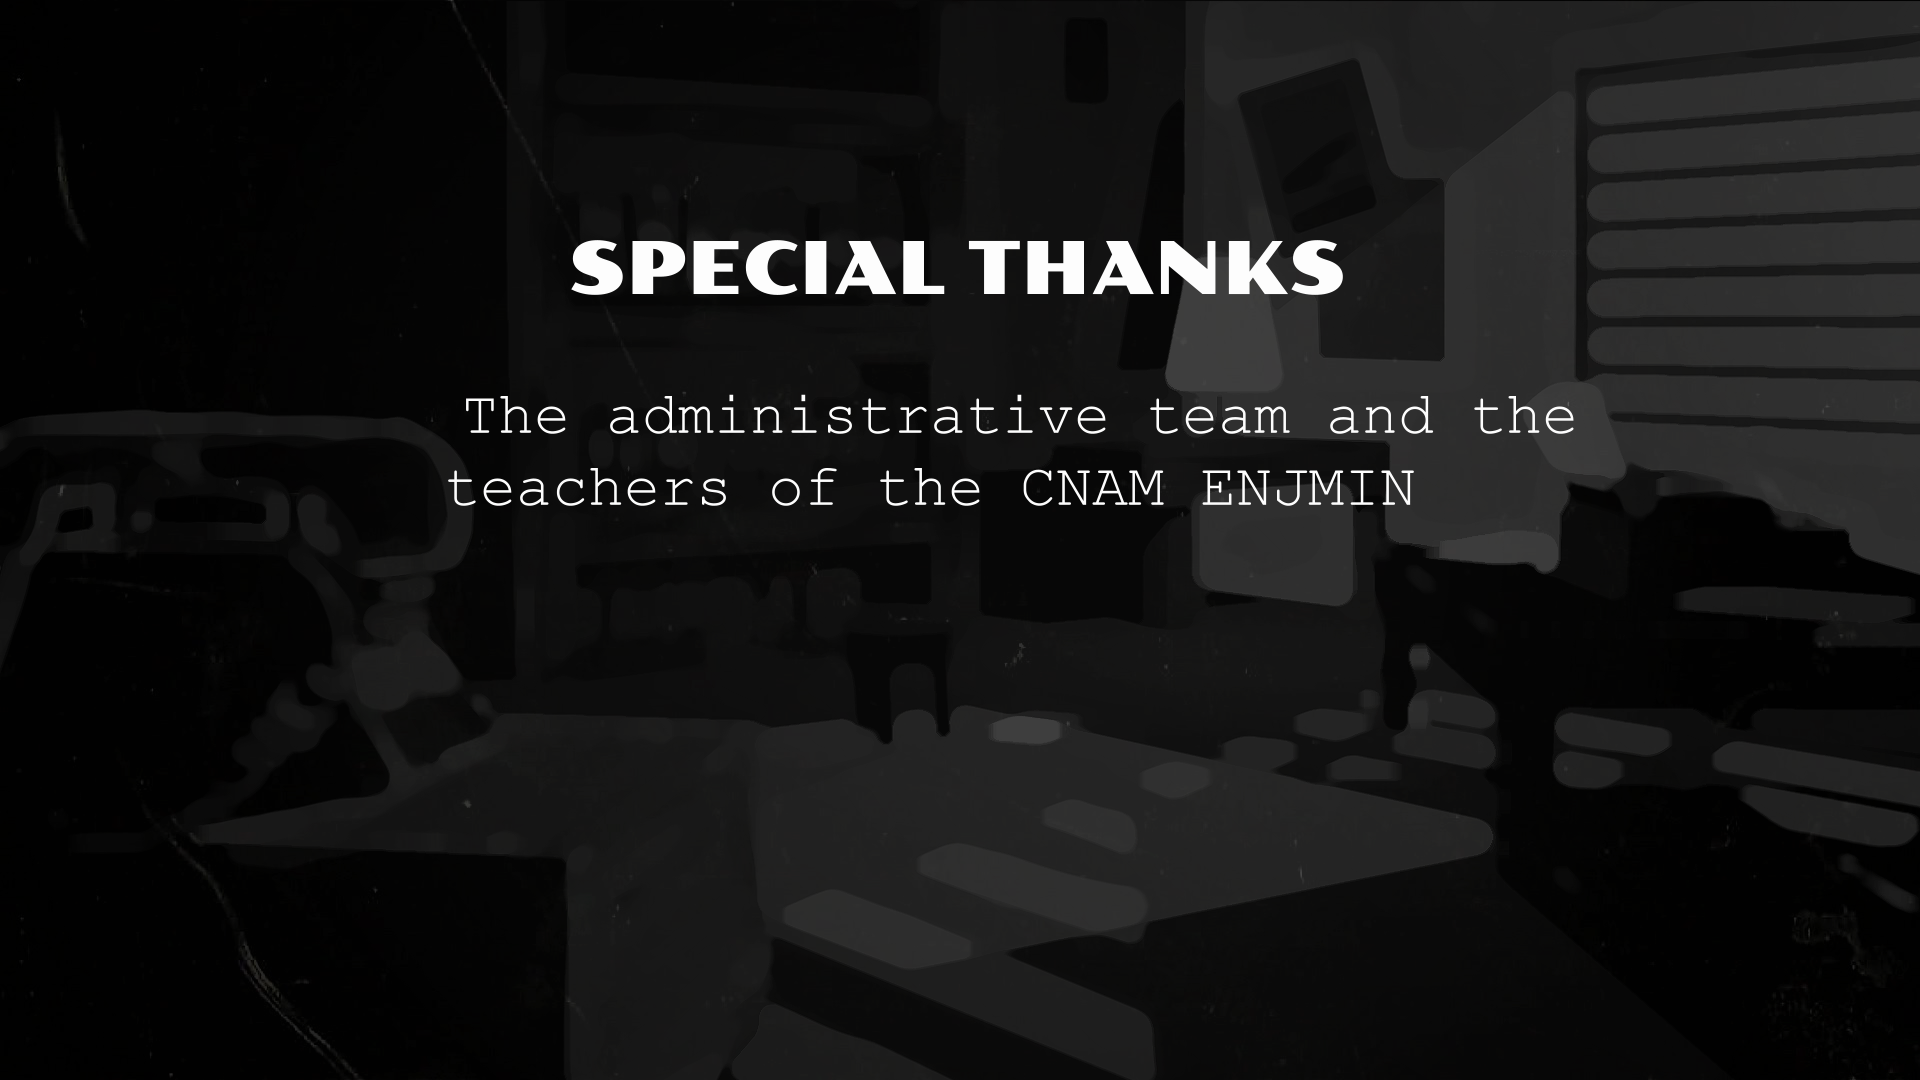 SPECIAL THANKS
The administrative team and the
teachers of the CNAM ENJMIN